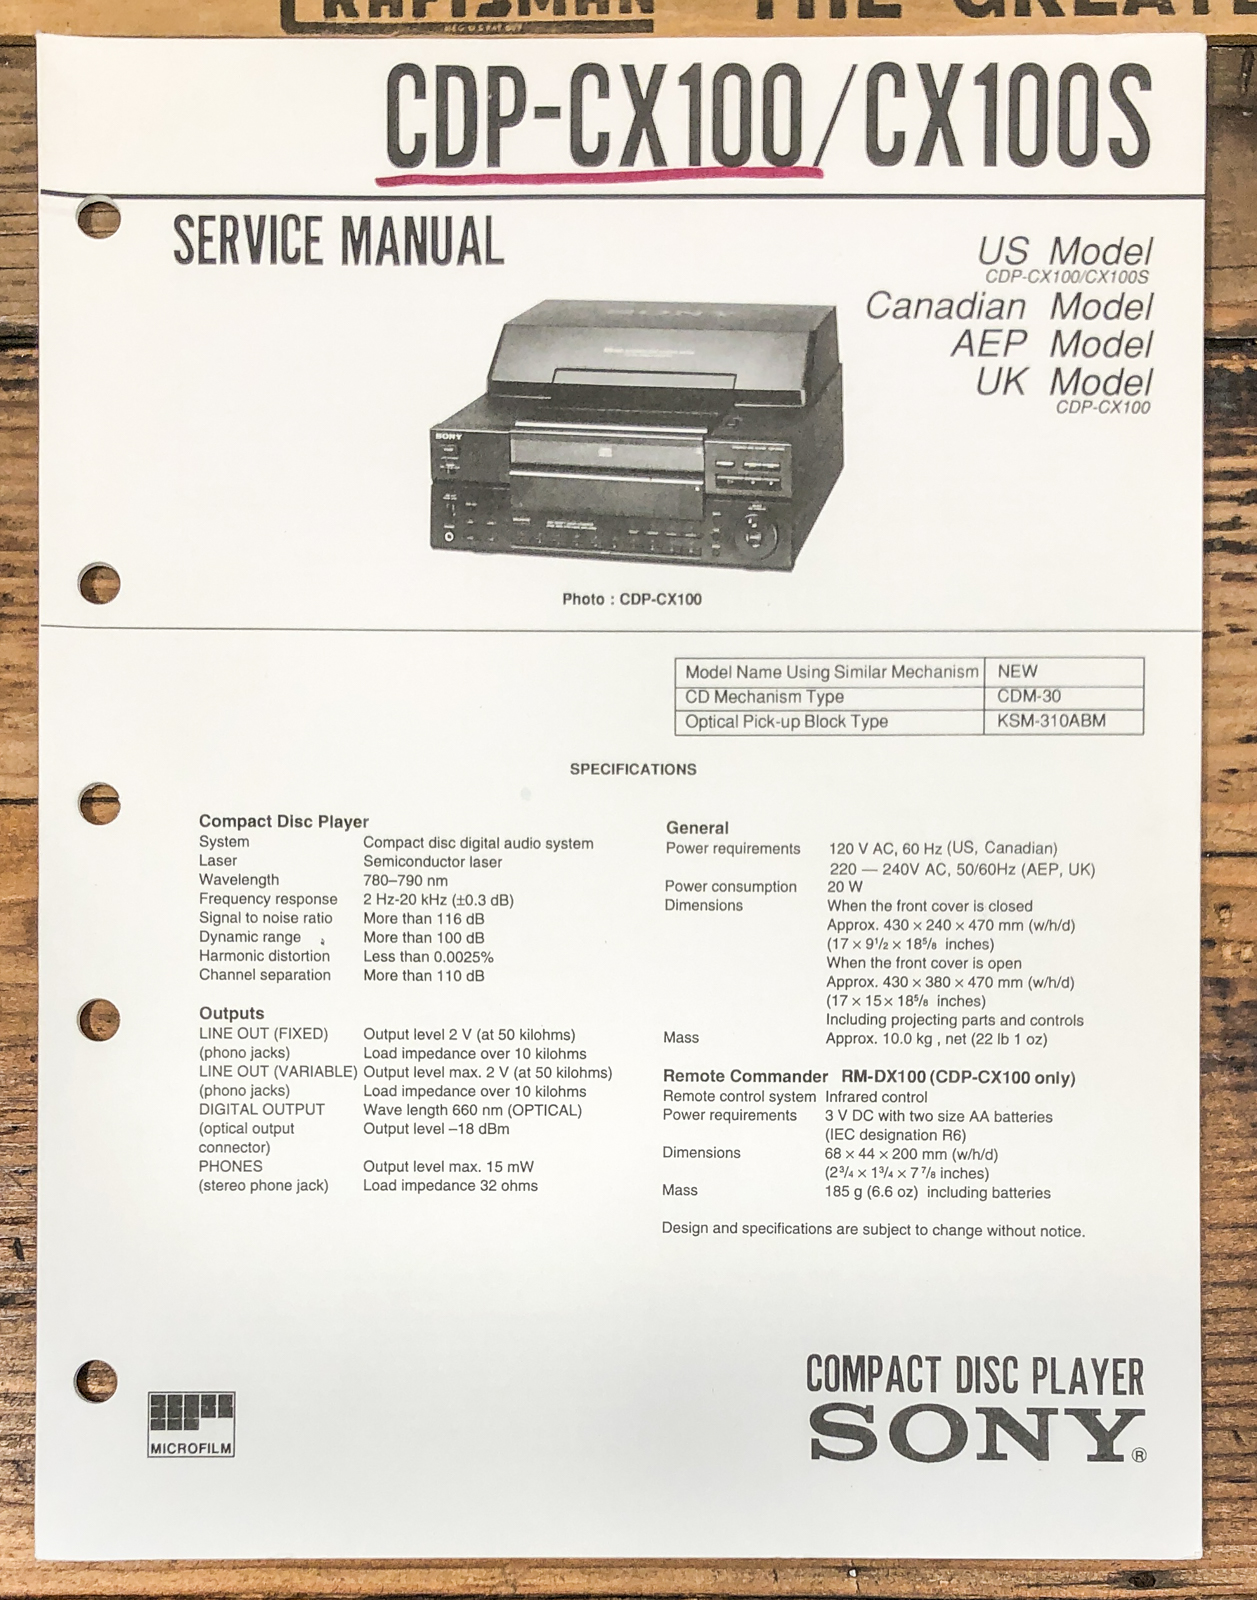 CRAFTSMAN THE GREATE
CDP-CX100/CX100S
SERVICE MANUAL
US Model
CDP-CX100/CX100S
Canadian Model
AEP Model
UK Model
CDP-CX100
SONY
SONY
Photo : CDP-CX100
Model Name Using Similar Mechanism NEW
CD Mechanism Type CDM-30
Optical Pick-up Block Type KSM-310ABM
SPECIFICATIONS
Compact Disc Player
System Compact disc digital audio system
Laser Semiconductor laser
Wavelength 780–790 nm
Frequency response 2 Hz-20 kHz (±0.3 dB)
Signal to noise ratio More than 116 dB
Dynamic range More than 100 dB
Harmonic distortion Less than 0.0025%
Channel separation More than 110 dB
Outputs
LINE OUT (FIXED) Output level 2 V (at 50 kilohms)
(phono jacks) Load impedance over 10 kilohms
LINE OUT (VARIABLE) Output level max. 2 V (at 50 kilohms)
(phono jacks) Load impedance over 10 kilohms
DIGITAL OUTPUT Wave length 660 nm (OPTICAL)
(optical output Output level –18 dBm
connector)
PHONES Output level max. 15 mW
(stereo phone jack) Load impedance 32 ohms
General
Power requirements 120 V AC, 60 Hz (US, Canadian)
220 — 240V AC, 50/60Hz (AEP, UK)
Power consumption 20 W
Dimensions When the front cover is closed
Approx. 430 × 240 × 470 mm (w/h/d)
(17 × 9 1/2 × 18 5/8 inches)
When the front cover is open
Approx. 430 × 380 × 470 mm (w/h/d)
(17 × 15× 18 5/8 inches)
Including projecting parts and controls
Mass Approx. 10.0 kg , net (22 lb 1 oz)
Remote Commander RM-DX100 (CDP-CX100 only)
Remote control system Infrared control
Power requirements 3 V DC with two size AA batteries
(IEC designation R6)
Dimensions 68 × 44 × 200 mm (w/h/d)
(2 3/4 × 1 3/4 × 7 7/8 inches)
Mass 185 g (6.6 oz) including batteries
Design and specifications are subject to change without notice.
COMPACT DISC PLAYER
SONY®
MICROFILM